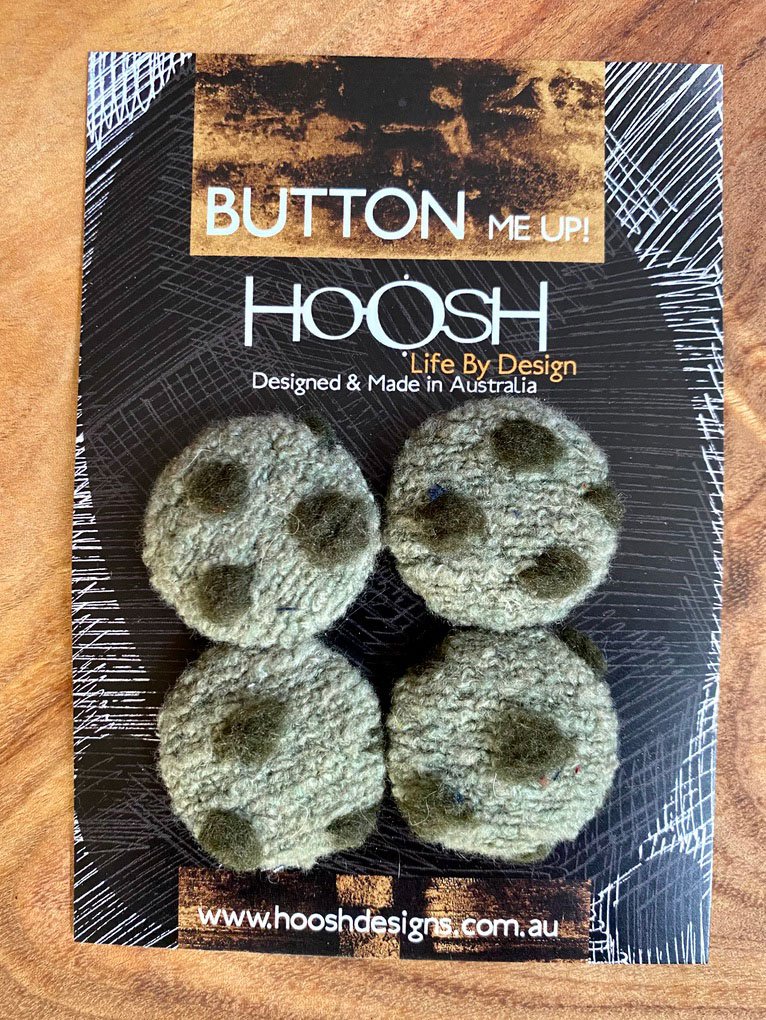 BUTTON ME UP!
HOOSH
Life By Design
Designed & Made in Australia
www.hooshdesigns.com.au